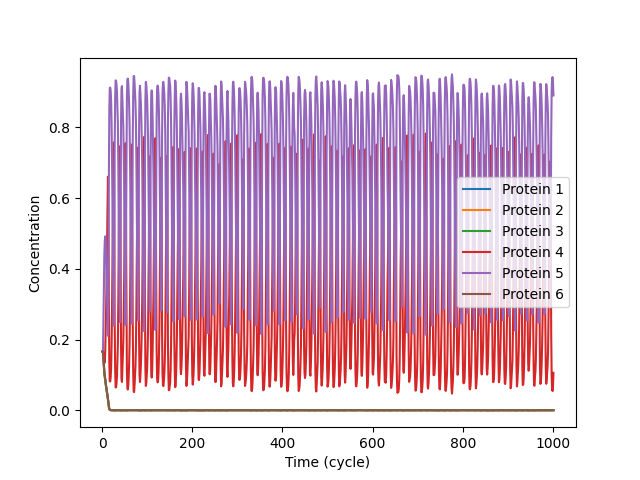 0.8
0.6
0.4
0.2
0.0
Concentration
0
200
400
600
800
1000
Time (cycle)
Protein 1
Protein 2
Protein 3
Protein 4
Protein 5
Protein 6